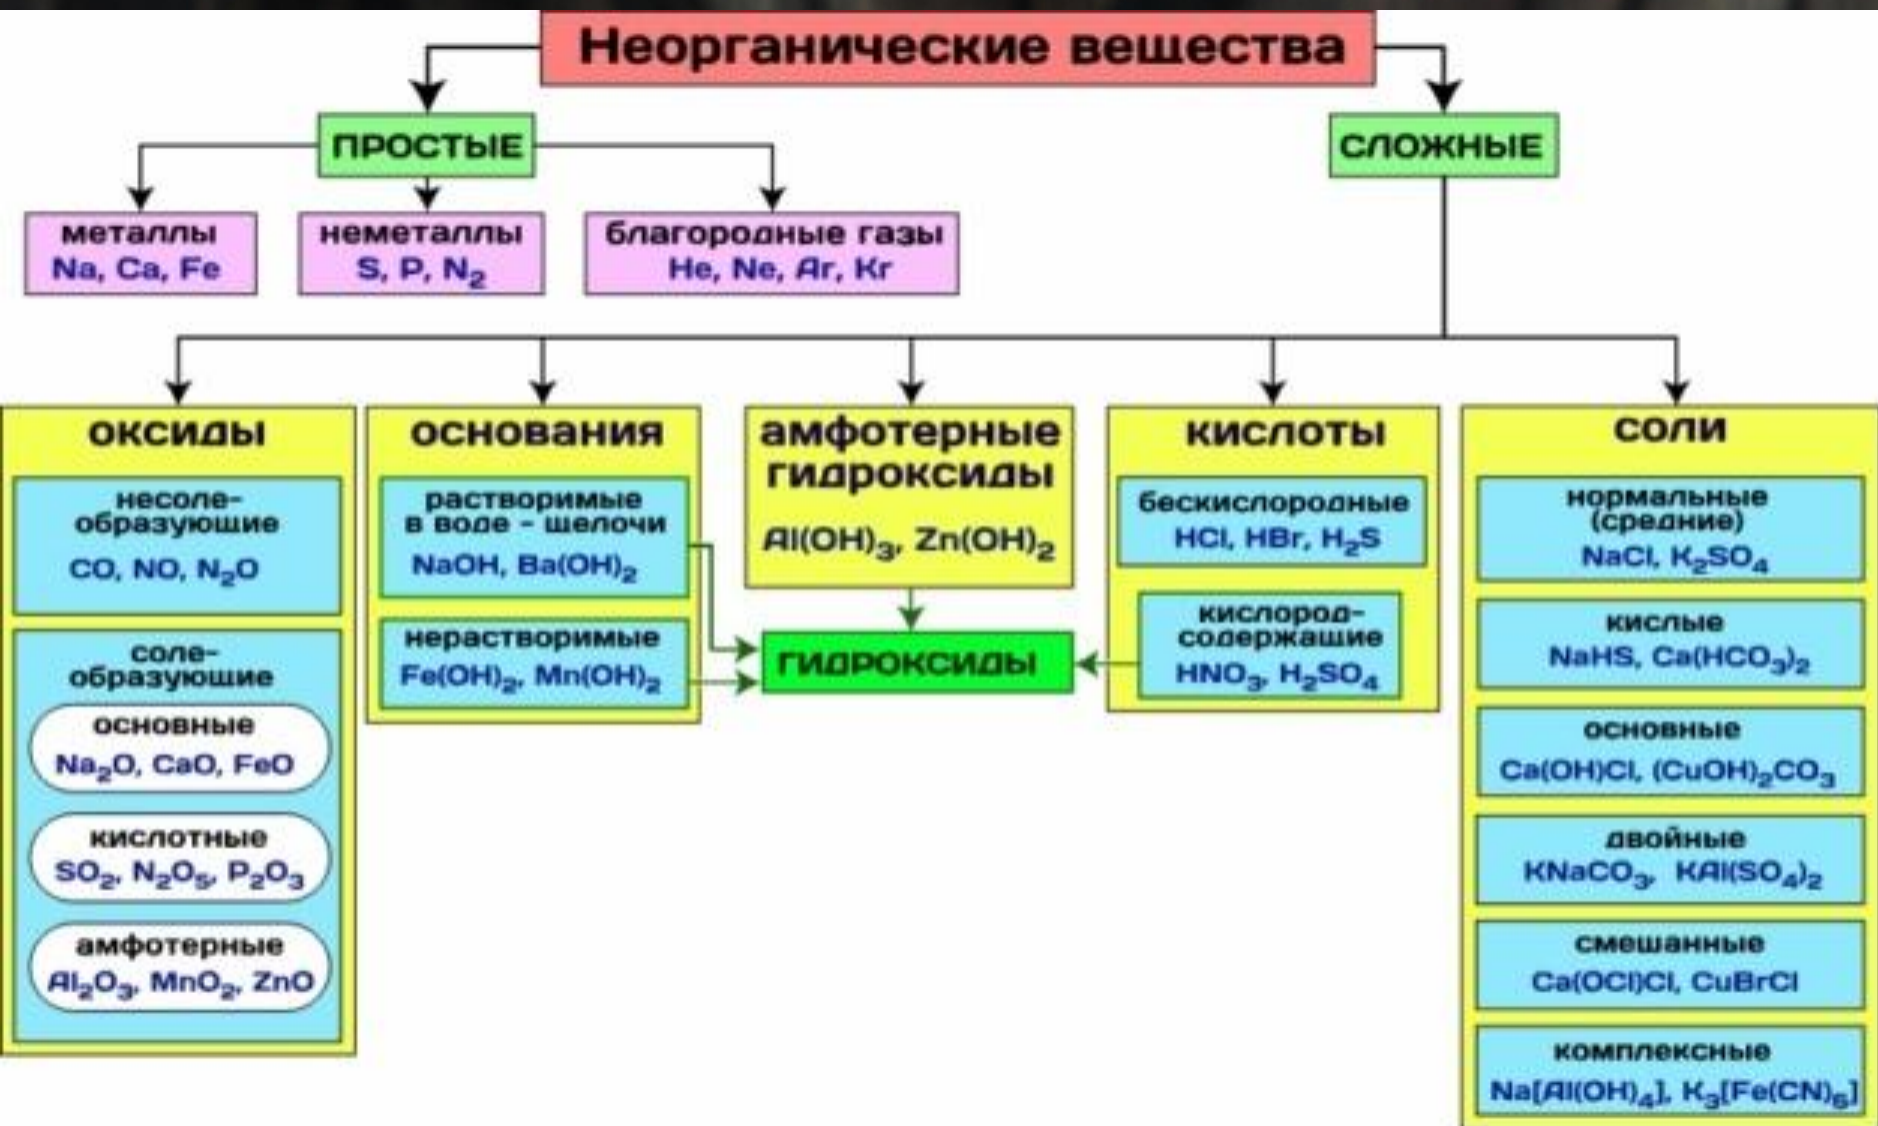 Неорганические вещества
ПРОСТЫЕ
СЛОЖНЫЕ
металлы
Na, Ca, Fe
неметаллы
S, P, N₂
благородные газы
He, Ne, Ar, Kr
оксиды
несоле-
образующие
CO, NO, N₂O
соле-
образующие
основные
Na₂O, CaO, FeO
кислотные
SO₂, N₂O₅, P₂O₃
амфотерные
Al₂O₃, MnO₂, ZnO
основания
растворимые
в воде - щелочи
NaOH, Ba(OH)₂
нерастворимые
Fe(OH)₂, Mn(OH)₂
амфотерные
гидроксиды
Al(OH)₃, Zn(OH)₂
ГИДРОКСИДЫ
кислоты
бескислородные
HCl, HBr, H₂S
кислород-
содержащие
HNO₃, H₂SO₄
соли
нормальные
(средние)
NaCl, K₂SO₄
кислые
NaHS, Ca(HCO₃)₂
основные
Ca(OH)Cl, (CuOH)₂CO₃
двойные
KNaCO₃, KAl(SO₄)₂
смешанные
Ca(OCl)Cl, CuBrCl
комплексные
Na[Al(OH)₄], K₃[Fe(CN)₆]